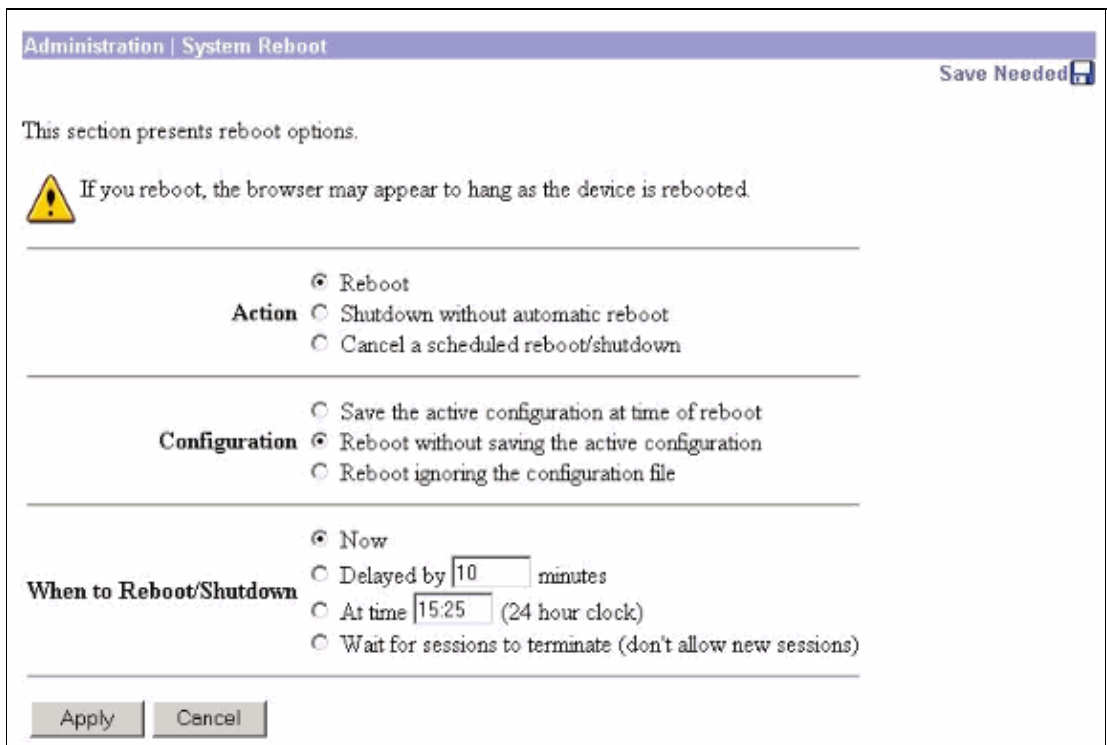 Administration | System Reboot
Save Needed
This section presents reboot options.
If you reboot, the browser may appear to hang as the device is rebooted.
Action
Reboot
Shutdown without automatic reboot
Cancel a scheduled reboot/shutdown
Configuration
Save the active configuration at time of reboot
Reboot without saving the active configuration
Reboot ignoring the configuration file
When to Reboot/Shutdown
Now
Delayed by 10 minutes
At time 15:25 (24 hour clock)
Wait for sessions to terminate (don't allow new sessions)
Apply Cancel